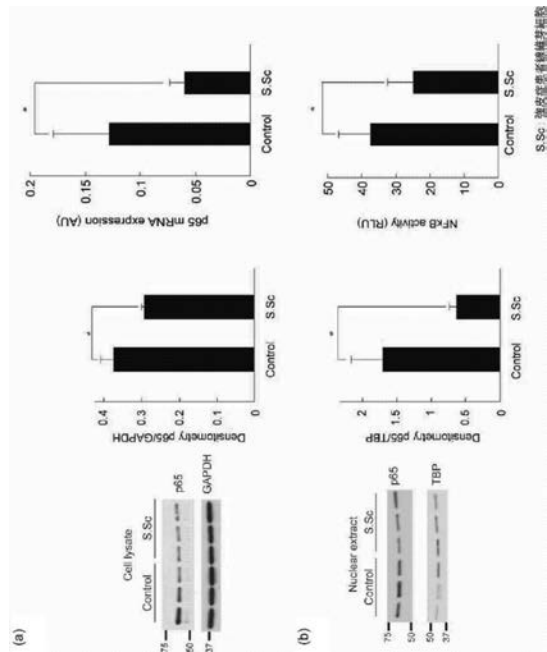 (a)
Cell lysate
Control S.Sc
75
50
37
p65
GAPDH
Densitometry p65/GAPDH
0.4
0.3
0.2
0.1
0
Control S.Sc
*
p65 mRNA expression (AU)
0.2
0.15
0.1
0.05
0
Control S.Sc
*
(b)
Nuclear extract
Control S.Sc
75
50
50
37
p65
TBP
Densitometry p65/TBP
2
1.5
1
0.5
0
Control S.Sc
*
NFκB activity (RLU)
50
40
30
20
10
0
Control S.Sc
*
S.Sc：強皮症患者線維芽細胞